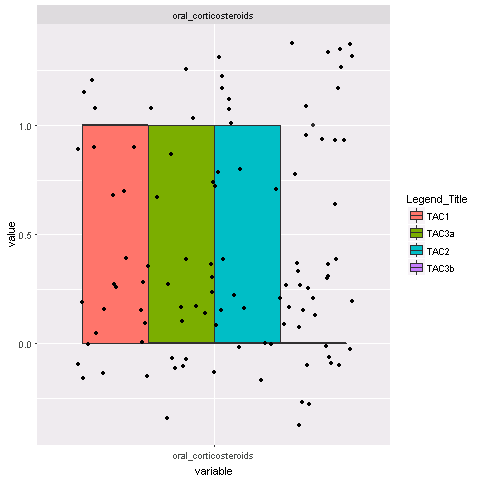 oral_corticosteroids
1.0
0.5
0.0
value
oral_corticosteroids
variable
Legend_Title
TAC1
TAC3a
TAC2
TAC3b